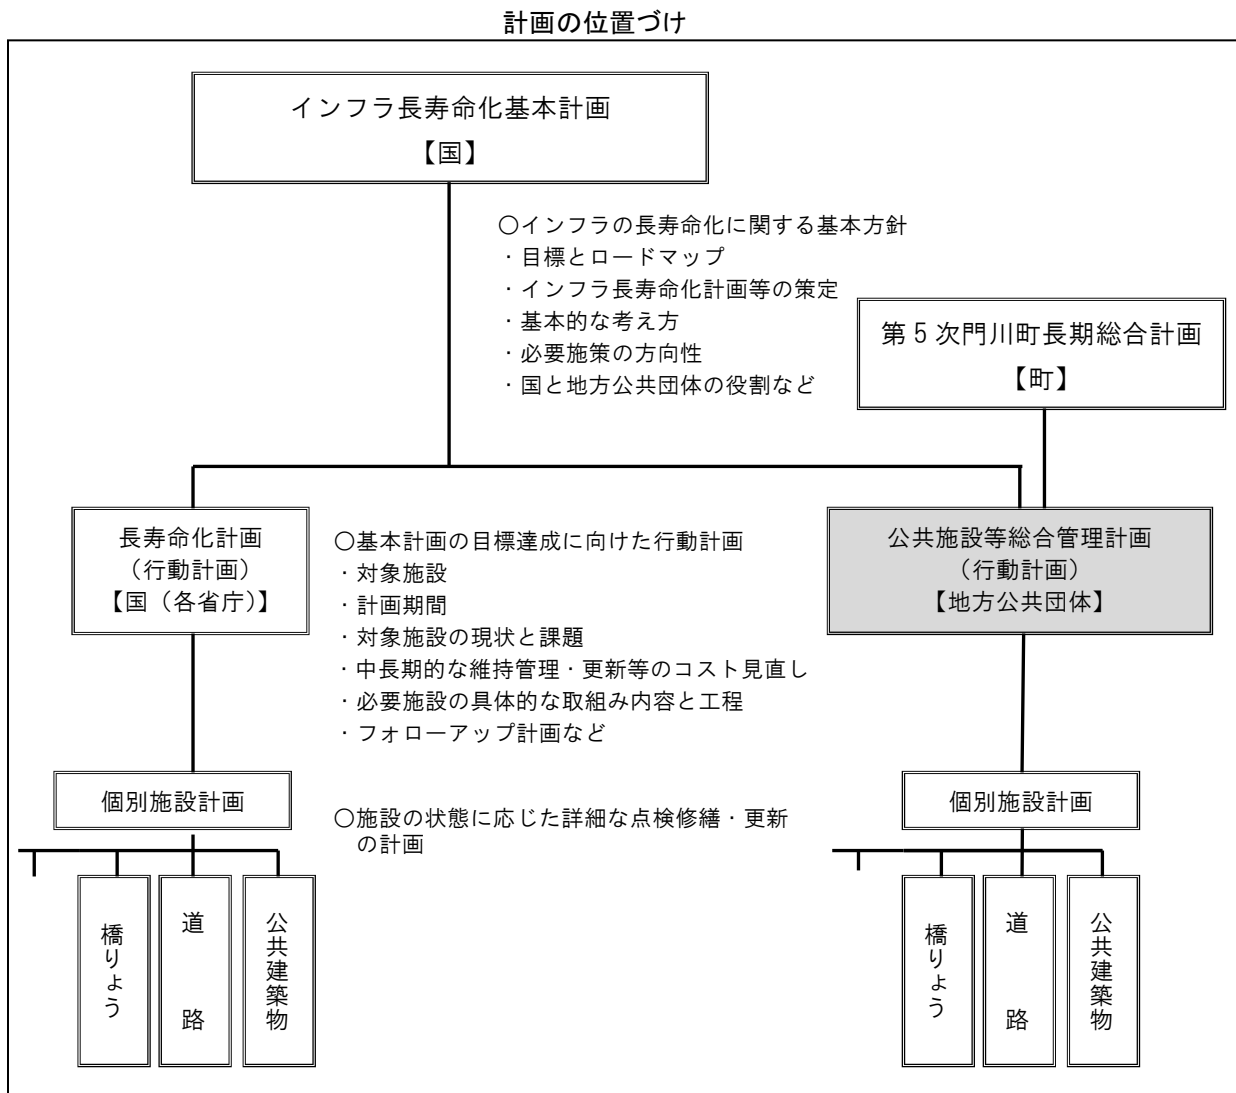 計画の位置づけ
インフラ長寿命化基本計画
【国】
○インフラの長寿命化に関する基本方針
・目標とロードマップ
・インフラ長寿命化計画等の策定
・基本的な考え方
・必要施策の方向性
・国と地方公共団体の役割など
第5次門川町長期総合計画
【町】
長寿命化計画
（行動計画）
【国（各省庁）】
○基本計画の目標達成に向けた行動計画
・対象施設
・計画期間
・対象施設の現状と課題
・中長期的な維持管理・更新等のコスト見直し
・必要施設の具体的な取組み内容と工程
・フォローアップ計画など
公共施設等総合管理計画
（行動計画）
【地方公共団体】
個別施設計画
○施設の状態に応じた詳細な点検修繕・更新
の計画
個別施設計画
橋りょう
道路
公共建築物
橋りょう
道路
公共建築物